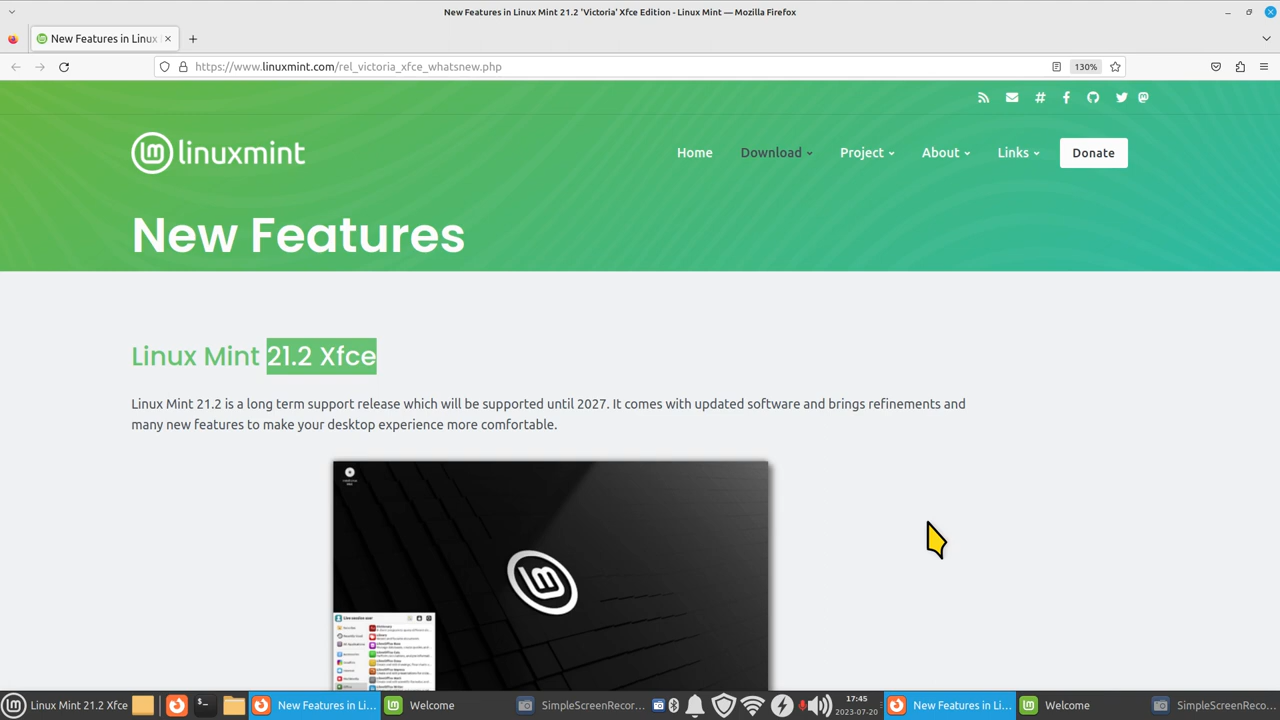 New Features in Linux Mint 21.2 'Victoria' Xfce Edition - Linux Mint — Mozilla Firefox
New Features in Linux
https://www.linuxmint.com/rel_victoria_xfce_whatsnew.php
130%
linuxmint
Home
Download
Project
About
Links
Donate
New Features
Linux Mint 21.2 Xfce
Linux Mint 21.2 is a long term support release which will be supported until 2027. It comes with updated software and brings refinements and
many new features to make your desktop experience more comfortable.
Live session user
Linux Mint 21.2 Xfce
New Features in Li...
Welcome
SimpleScreenRecor...
17:45
2023-07-20
New Features in Li...
Welcome
SimpleScreenReco...